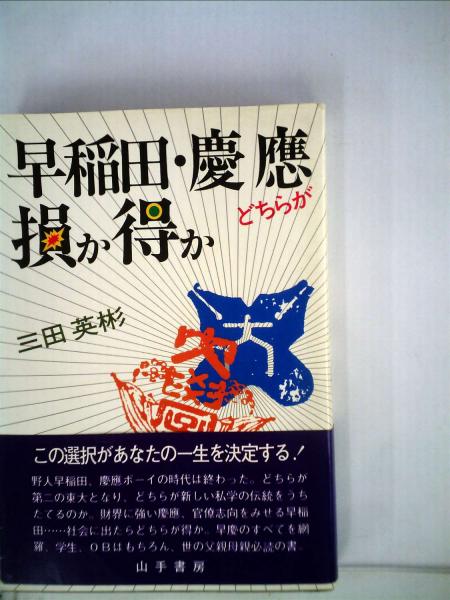 早稲田・慶應
どちらが
損か得か
三田英彬
この選択があなたの一生を決定する！
野人早稲田、慶應ボーイの時代は終わった。どちらが
第二の東大となり、どちらが新しい私学の伝統をうち
たてるのか。財界に強い慶應、官僚志向をみせる早稲
田……社会に出たらどちらが得か。早慶のすべてを網
羅、学生、OBはもちろん、世の父親母親必読の書。
山手書房